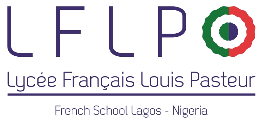 LFLP
Lycée Français Louis Pasteur
French School Lagos - Nigeria